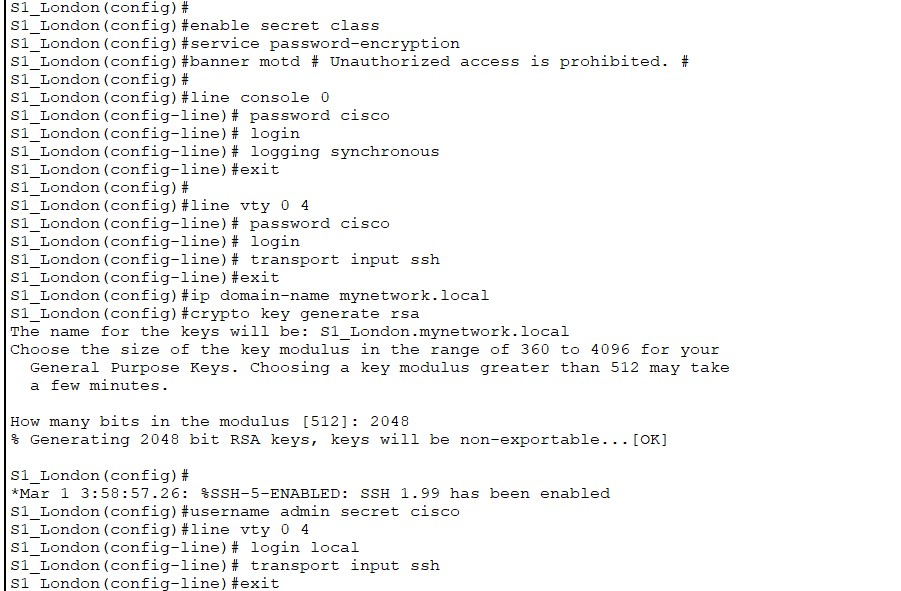 S1_London(config)#
S1_London(config)#enable secret class
S1_London(config)#service password-encryption
S1_London(config)#banner motd # Unauthorized access is prohibited. #
S1_London(config)#
S1_London(config)#line console 0
S1_London(config-line)# password cisco
S1_London(config-line)# login
S1_London(config-line)# logging synchronous
S1_London(config-line)#exit
S1_London(config)#
S1_London(config)#line vty 0 4
S1_London(config-line)# password cisco
S1_London(config-line)# login
S1_London(config-line)# transport input ssh
S1_London(config-line)#exit
S1_London(config)#ip domain-name mynetwork.local
S1_London(config)#crypto key generate rsa
The name for the keys will be: S1_London.mynetwork.local
Choose the size of the key modulus in the range of 360 to 4096 for your
  General Purpose Keys. Choosing a key modulus greater than 512 may take
  a few minutes.

How many bits in the modulus [512]: 2048
% Generating 2048 bit RSA keys, keys will be non-exportable...[OK]

S1_London(config)#
*Mar 1 3:58:57.26: %SSH-5-ENABLED: SSH 1.99 has been enabled
S1_London(config)#username admin secret cisco
S1_London(config)#line vty 0 4
S1_London(config-line)# login local
S1_London(config-line)# transport input ssh
S1_London(config-line)#exit